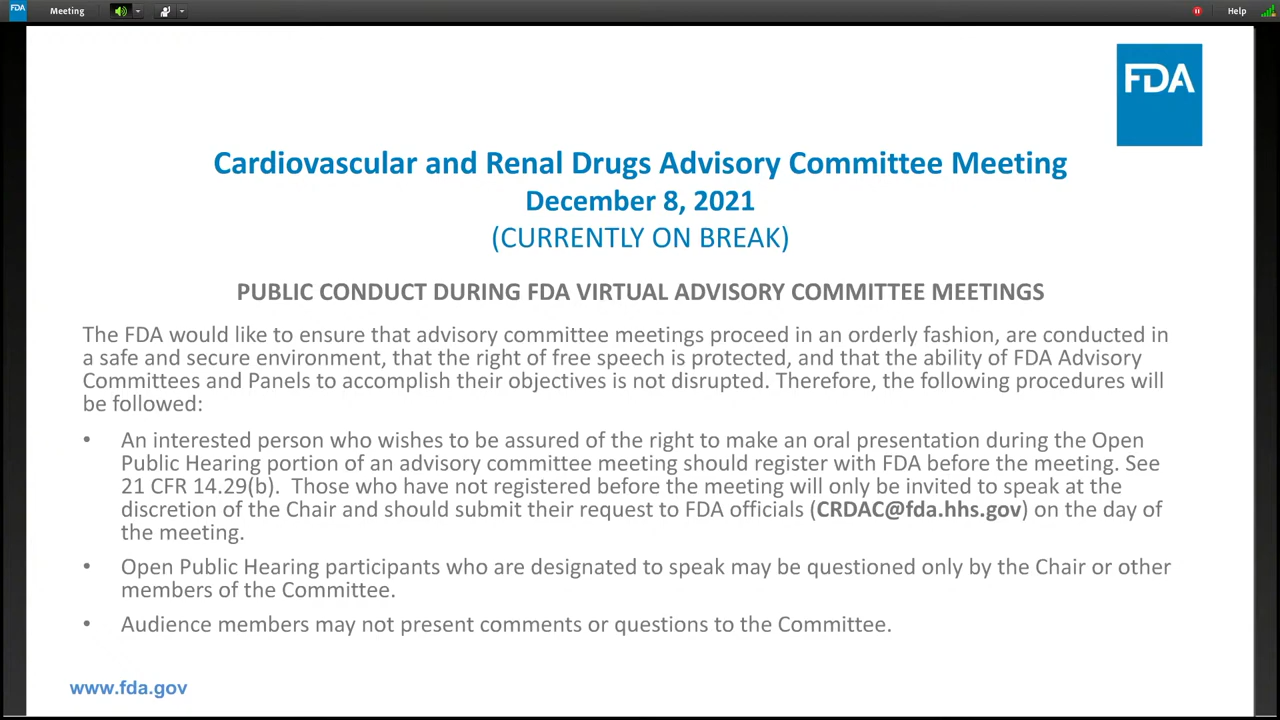 FDA Meeting Help
FDA
Cardiovascular and Renal Drugs Advisory Committee Meeting
December 8, 2021
(CURRENTLY ON BREAK)
PUBLIC CONDUCT DURING FDA VIRTUAL ADVISORY COMMITTEE MEETINGS
The FDA would like to ensure that advisory committee meetings proceed in an orderly fashion, are conducted in
a safe and secure environment, that the right of free speech is protected, and that the ability of FDA Advisory
Committees and Panels to accomplish their objectives is not disrupted. Therefore, the following procedures will
be followed:
• An interested person who wishes to be assured of the right to make an oral presentation during the Open
Public Hearing portion of an advisory committee meeting should register with FDA before the meeting. See
21 CFR 14.29(b).  Those who have not registered before the meeting will only be invited to speak at the
discretion of the Chair and should submit their request to FDA officials (CRDAC@fda.hhs.gov) on the day of
the meeting.
• Open Public Hearing participants who are designated to speak may be questioned only by the Chair or other
members of the Committee.
• Audience members may not present comments or questions to the Committee.
www.fda.gov